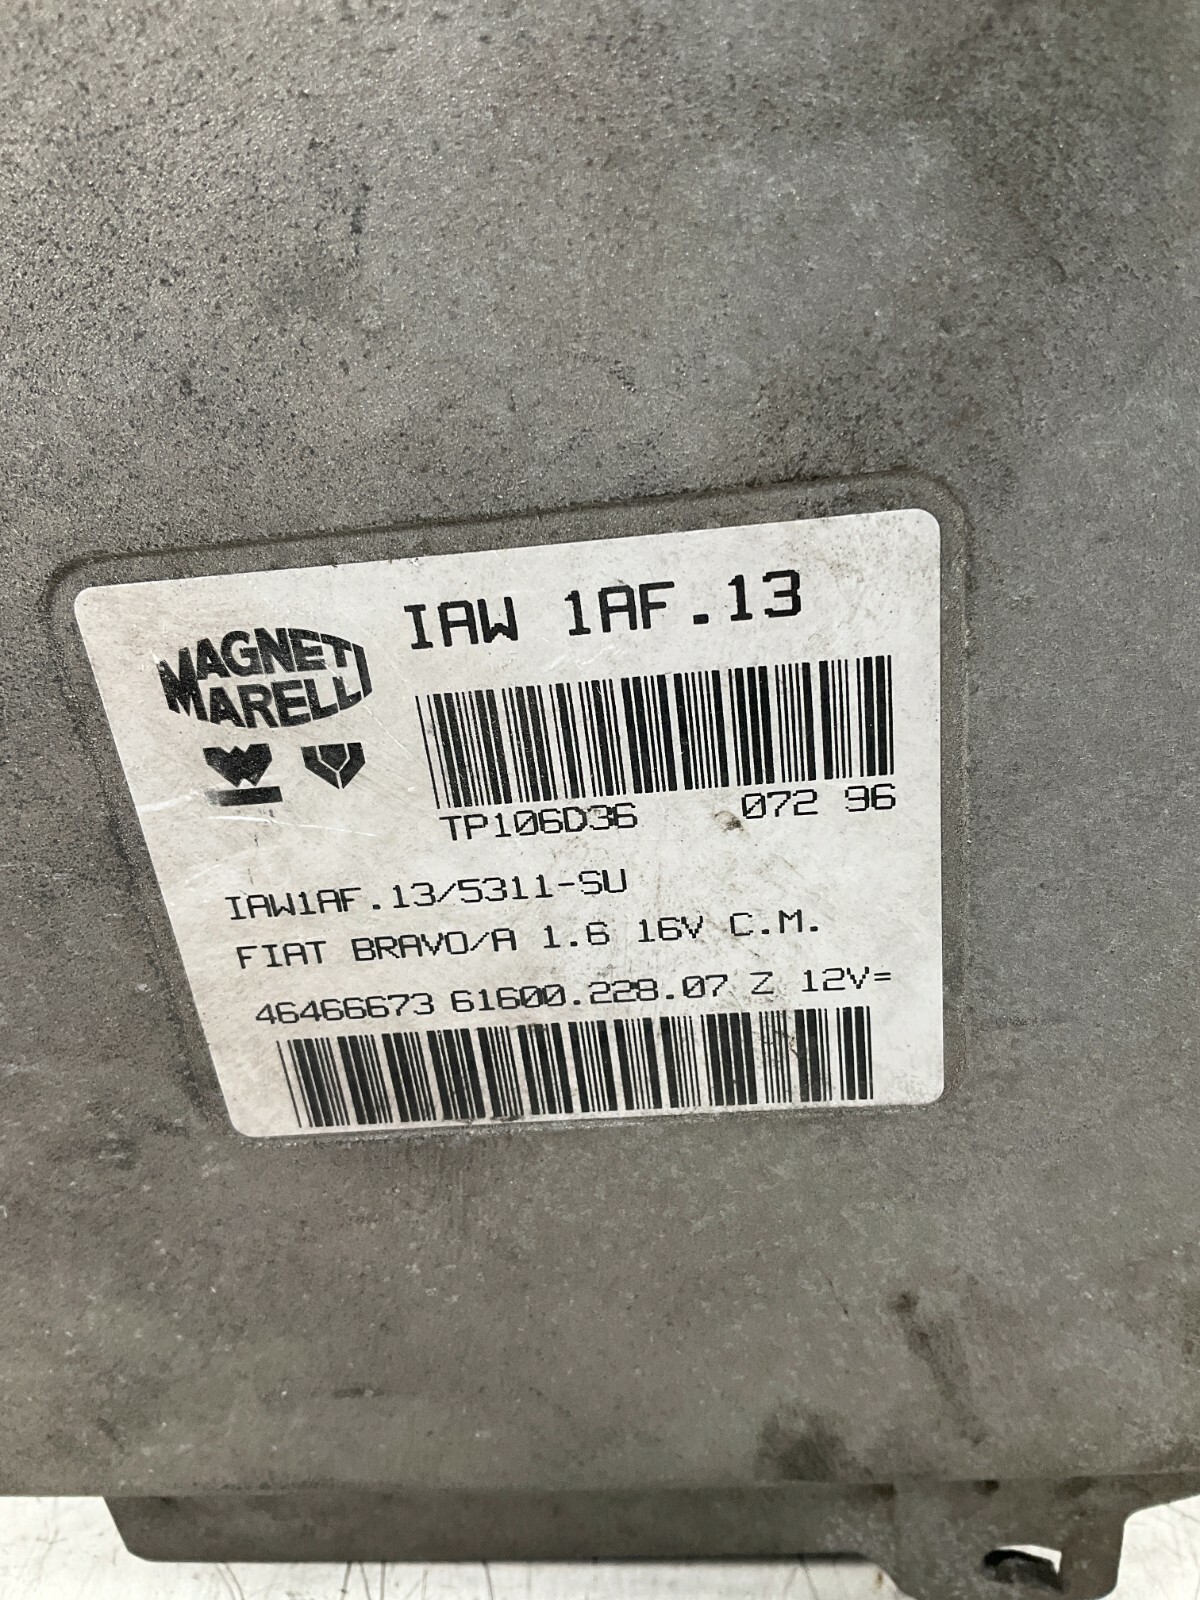 MAGNETI
MARELLI
IAW 1AF.13
TP106D36 072 96
IAW1AF.13/5311-SU
FIAT BRAVO/A 1.6 16V C.M.
46466673 61600.228.07 Z 12V=